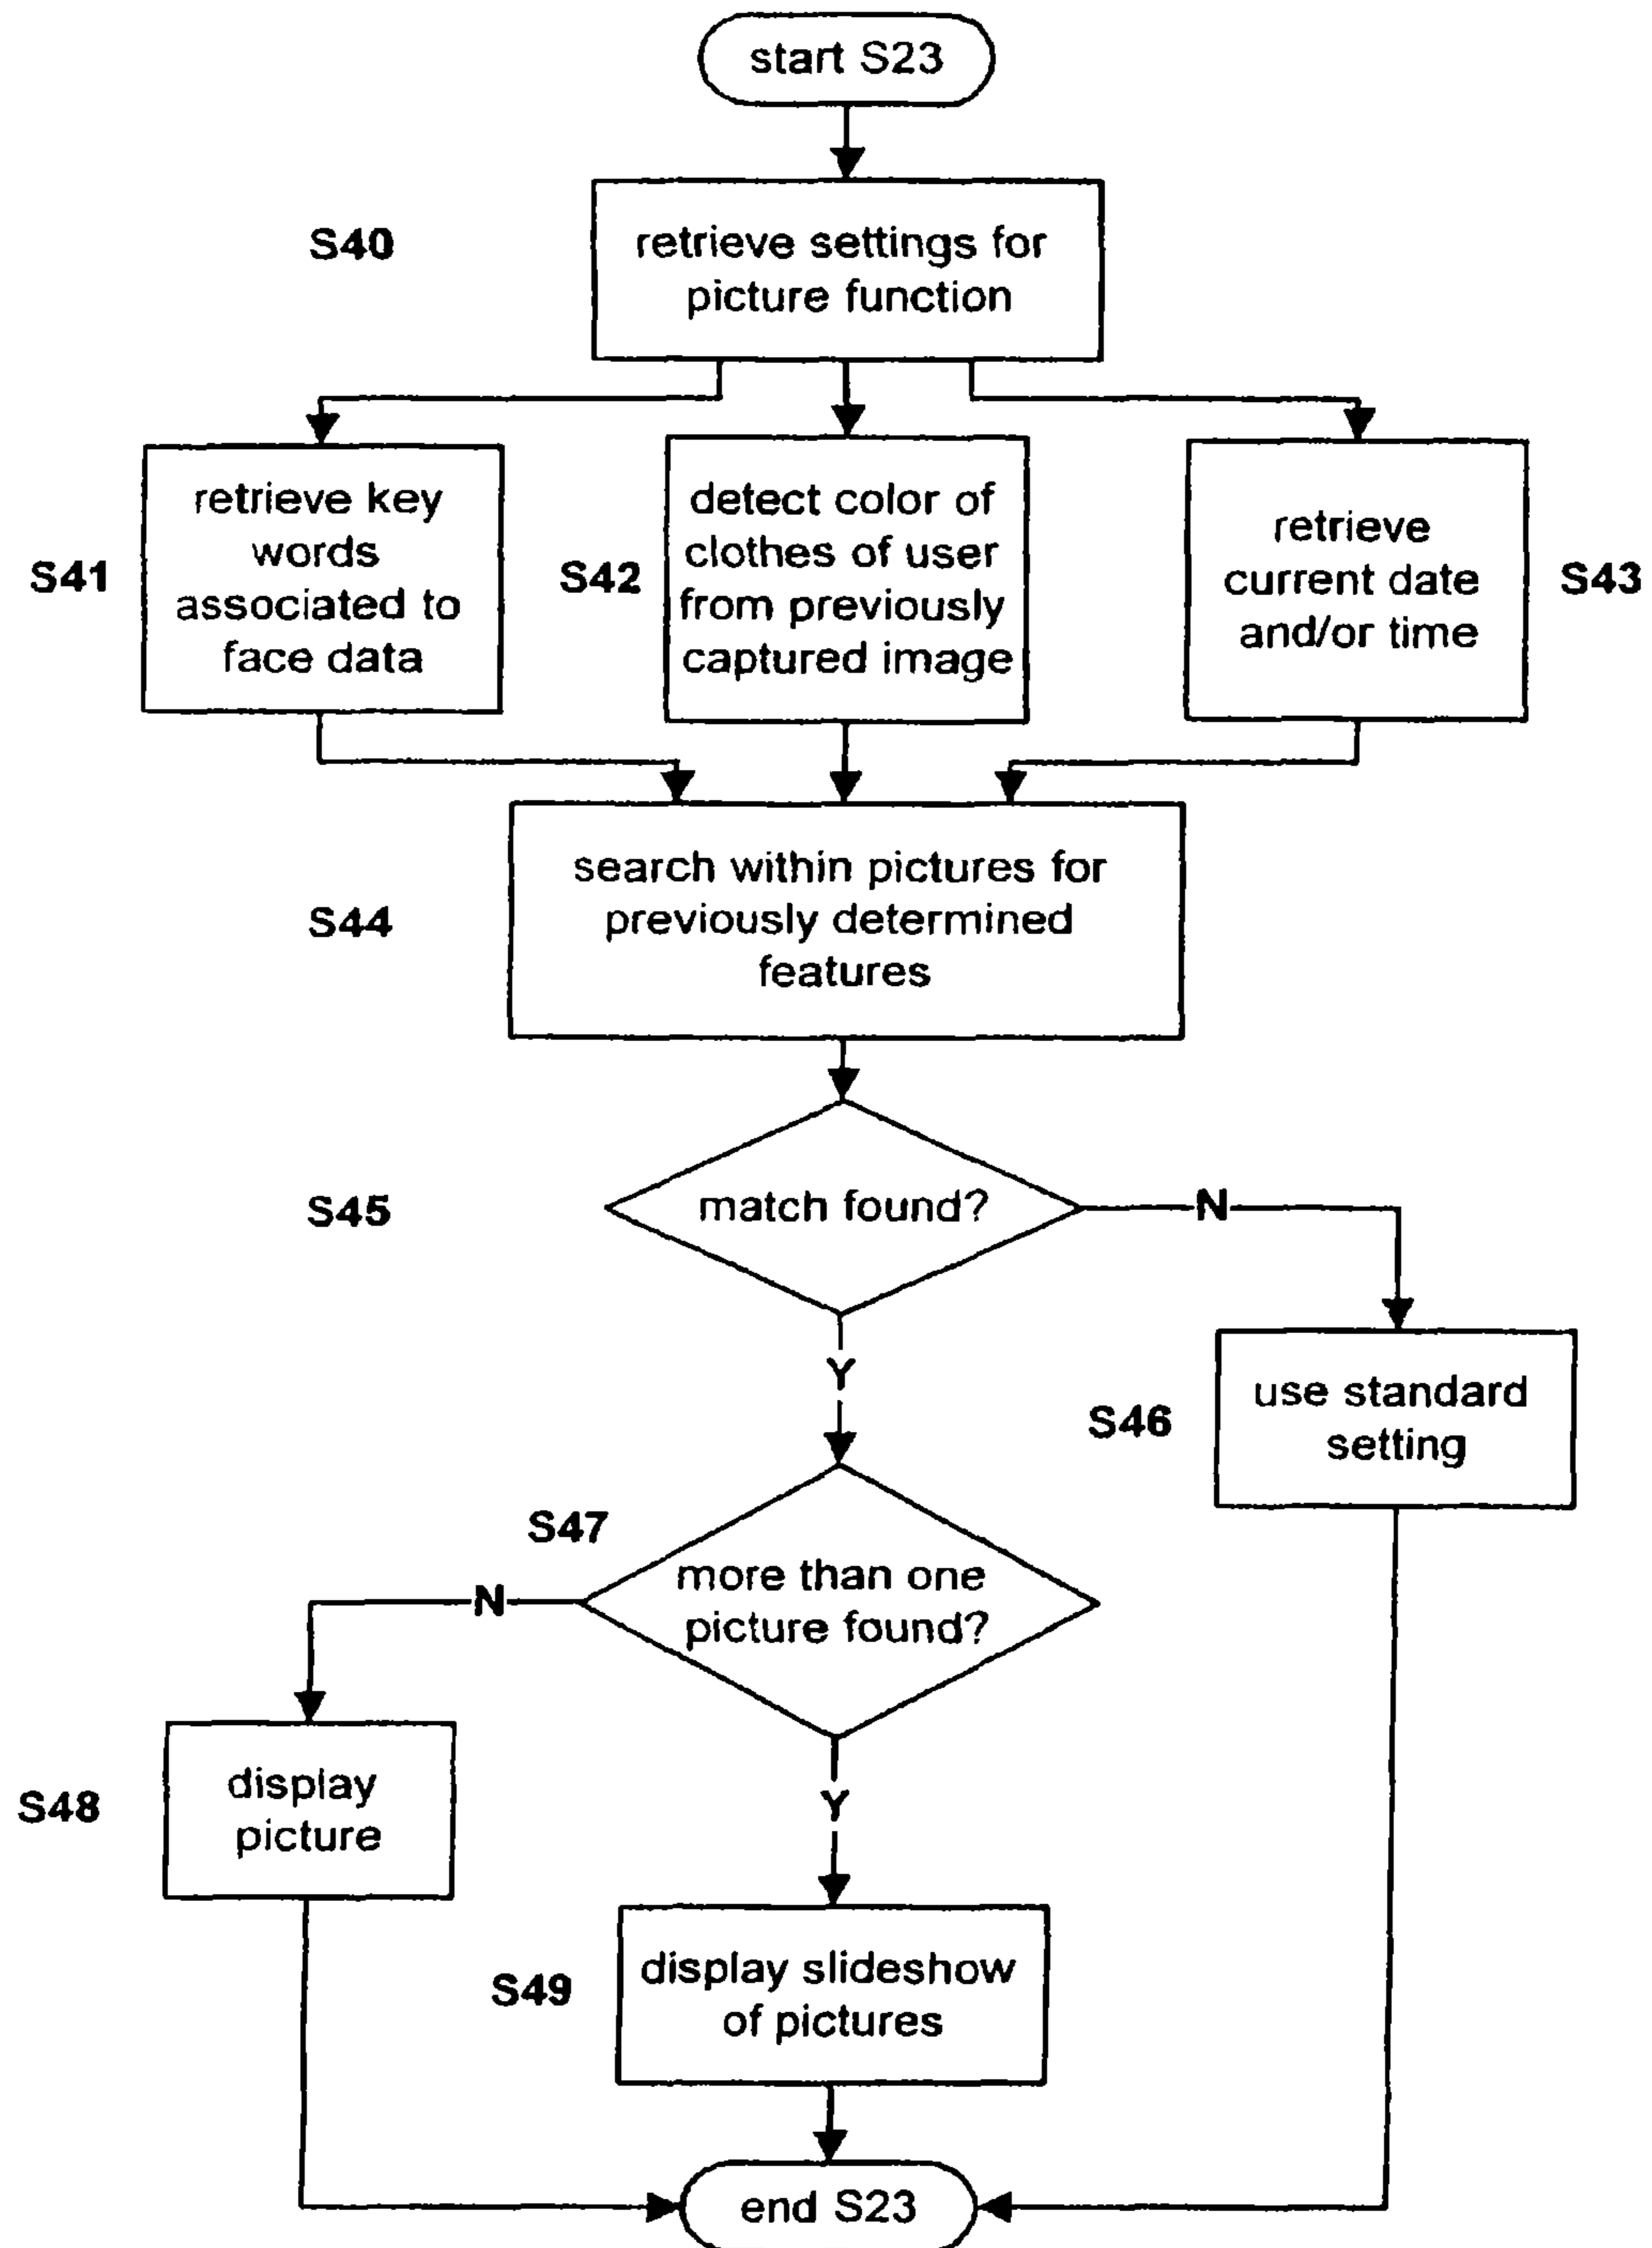 start S23
S40
retrieve settings for
picture function
S41
retrieve key
words
associated to
face data
S42
detect color of
clothes of user
from previously
captured image
retrieve
current date
and/or time
S43
S44
search within pictures for
previously determined
features
S45
match found?
N
Y
S46
use standard
setting
S47
more than one
picture found?
N
Y
S48
display
picture
S49
display slideshow
of pictures
end S23